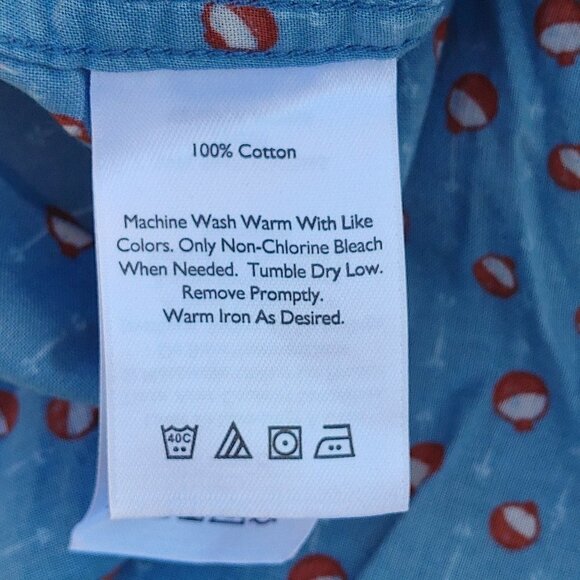 100% Cotton
Machine Wash Warm With Like
Colors. Only Non-Chlorine Bleach
When Needed. Tumble Dry Low.
Remove Promptly.
Warm Iron As Desired.
40C